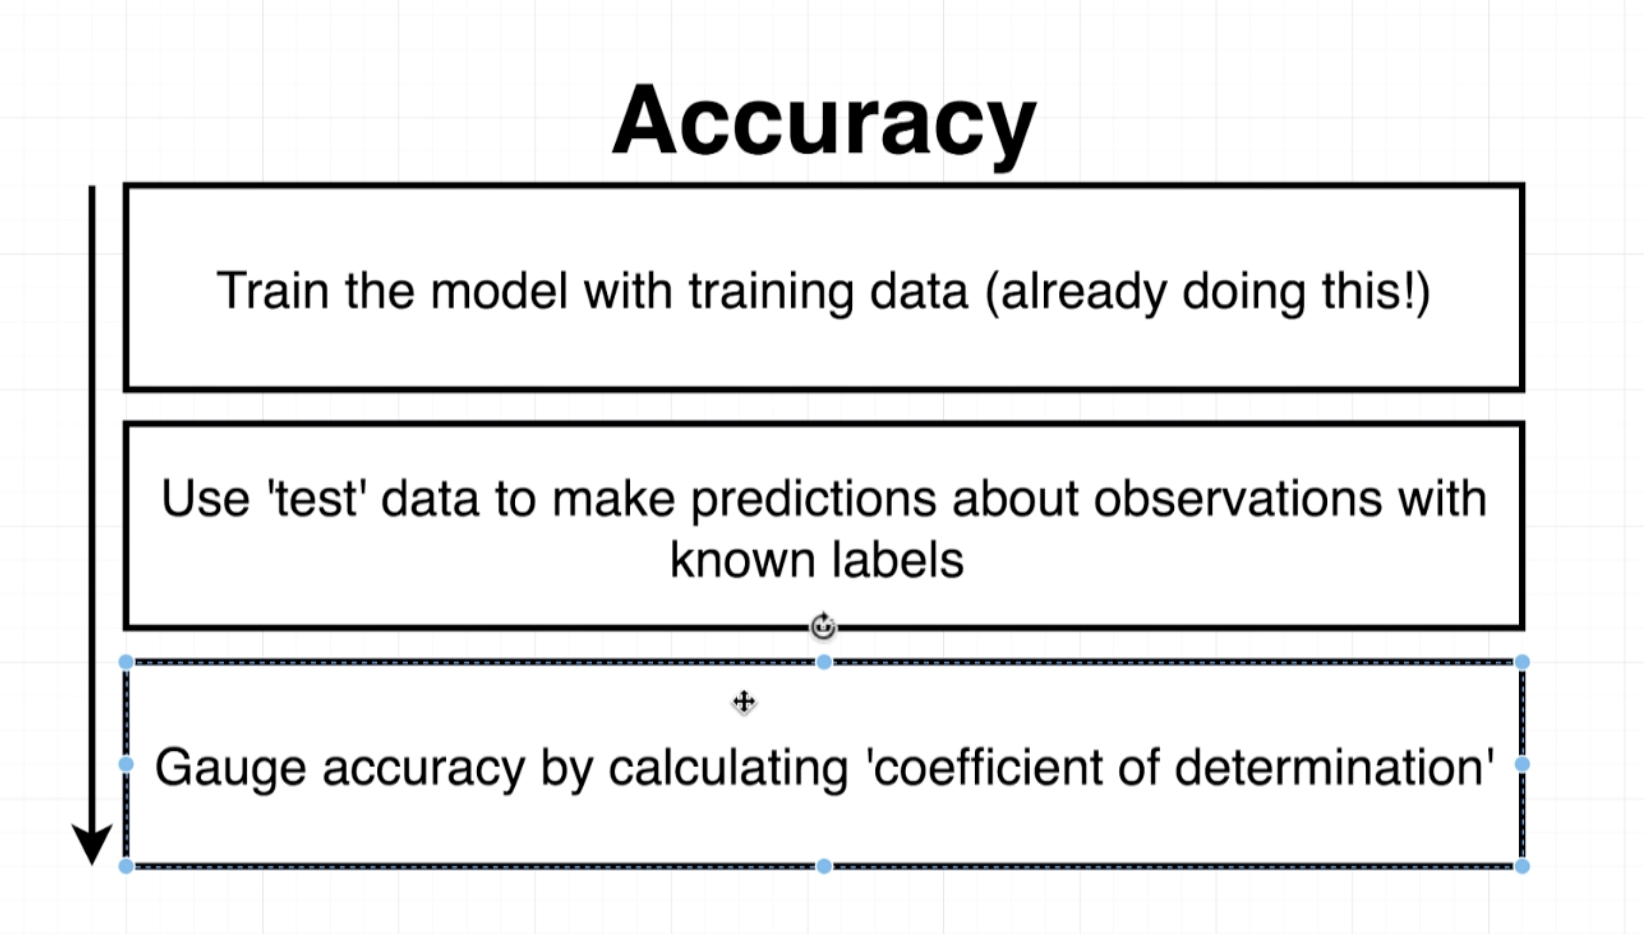 Accuracy
Train the model with training data (already doing this!)
Use 'test' data to make predictions about observations with
known labels
Gauge accuracy by calculating 'coefficient of determination'